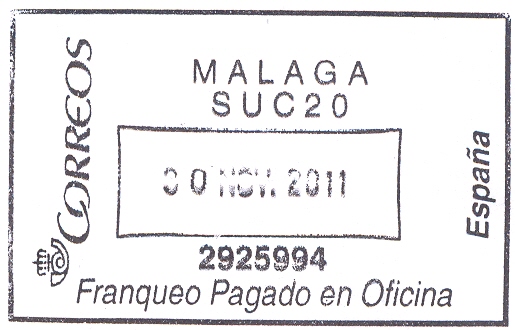 CORREOS
MALAGA
SUC20
NOV. 2011
2925994
Franqueo Pagado en Oficina
España